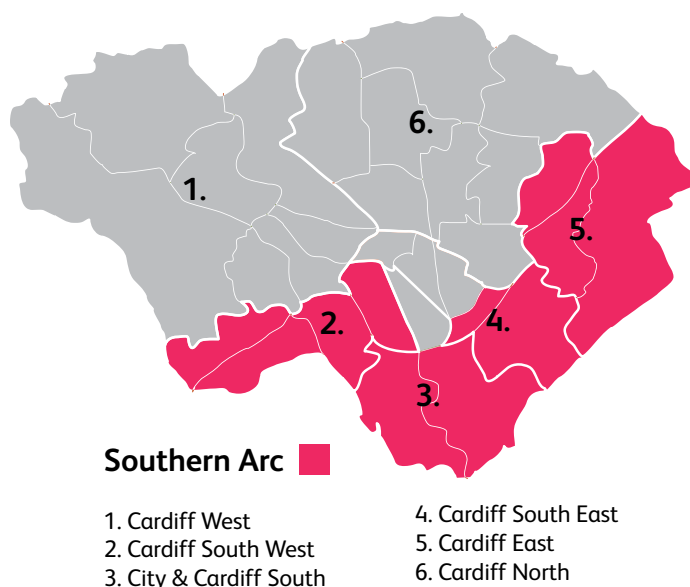 6.
1.
5.
2.
4.
3.
Southern Arc
1. Cardiff West
2. Cardiff South West
3. City & Cardiff South
4. Cardiff South East
5. Cardiff East
6. Cardiff North